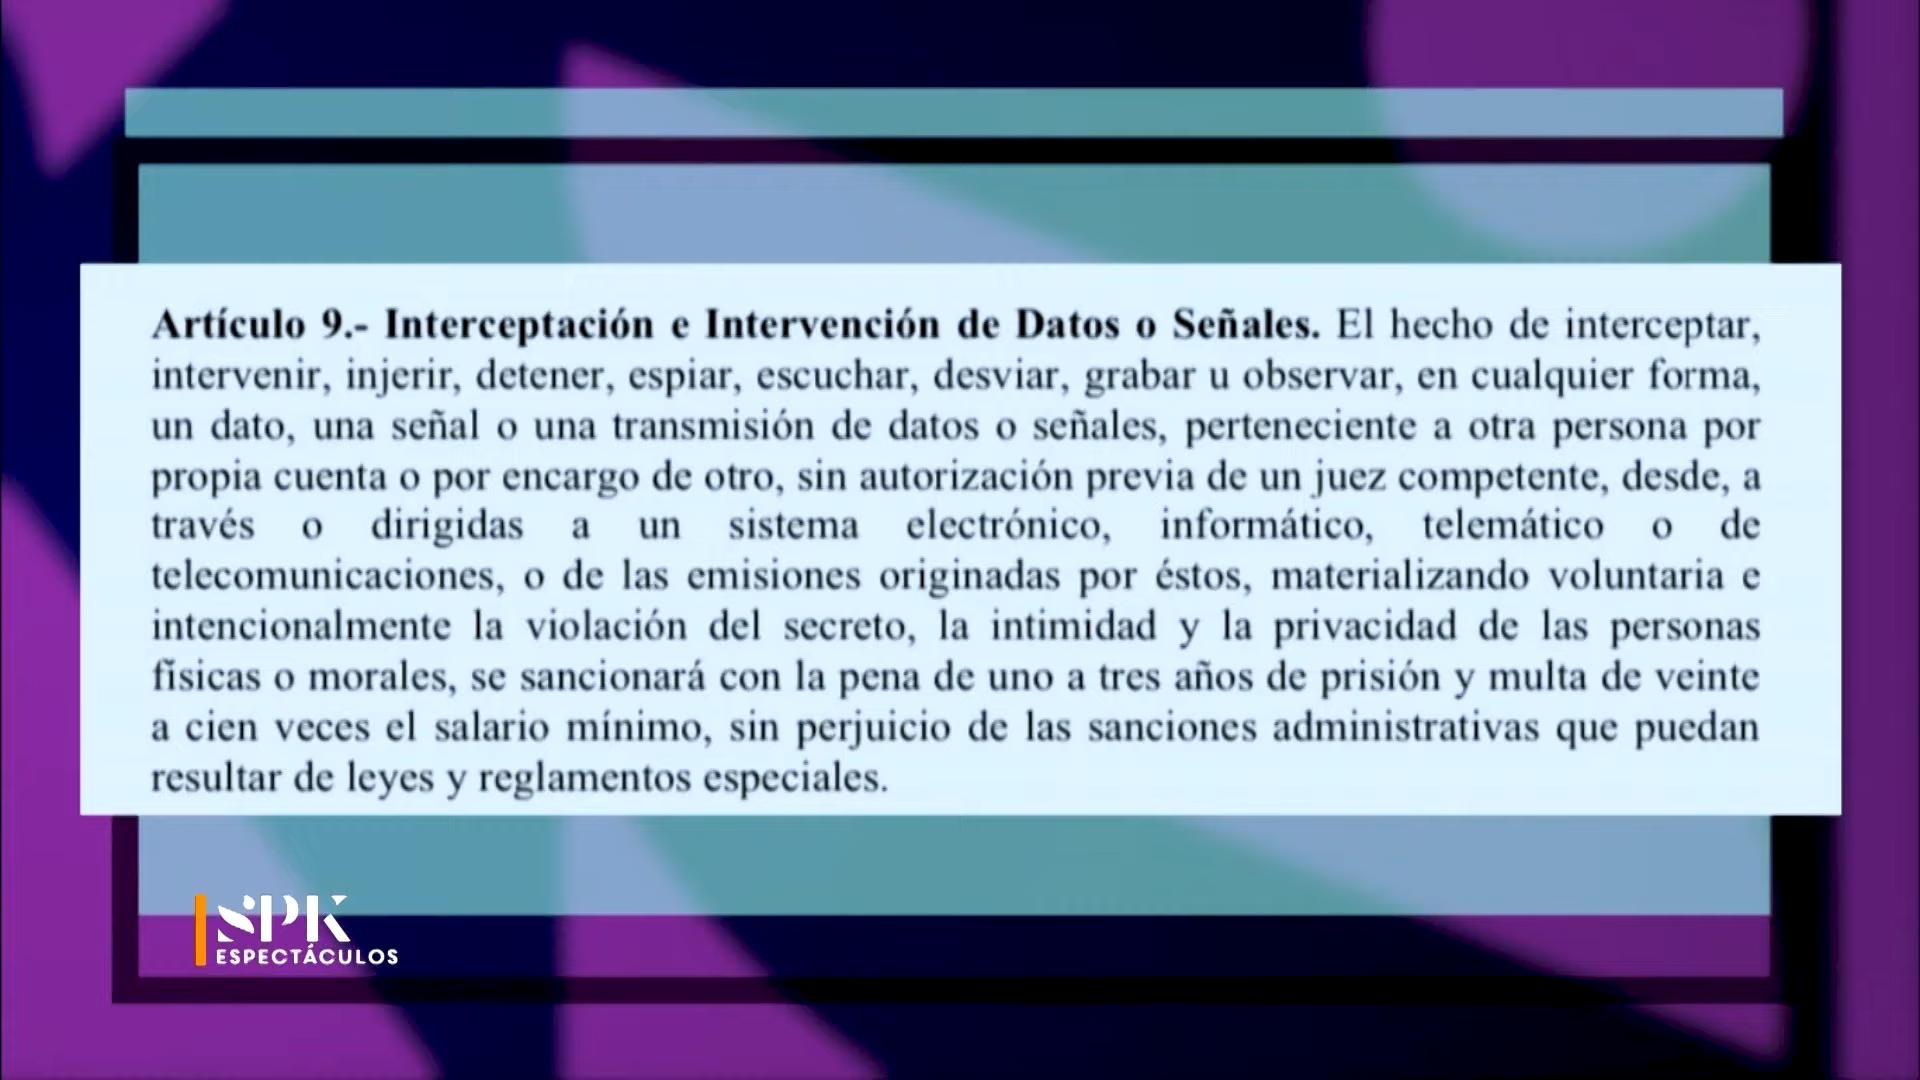 Artículo 9.- Interceptación e Intervención de Datos o Señales. El hecho de interceptar,
intervenir, injerir, detener, espiar, escuchar, desviar, grabar u observar, en cualquier forma,
un dato, una señal o una transmisión de datos o señales, perteneciente a otra persona por
propia cuenta o por encargo de otro, sin autorización previa de un juez competente, desde, a
través o dirigidas a un sistema electrónico, informático, telemático o de
telecomunicaciones, o de las emisiones originadas por éstos, materializando voluntaria e
intencionalmente la violación del secreto, la intimidad y la privacidad de las personas
físicas o morales, se sancionará con la pena de uno a tres años de prisión y multa de veinte
a cien veces el salario mínimo, sin perjuicio de las sanciones administrativas que puedan
resultar de leyes y reglamentos especiales.
SPK
ESPECTÁCULOS